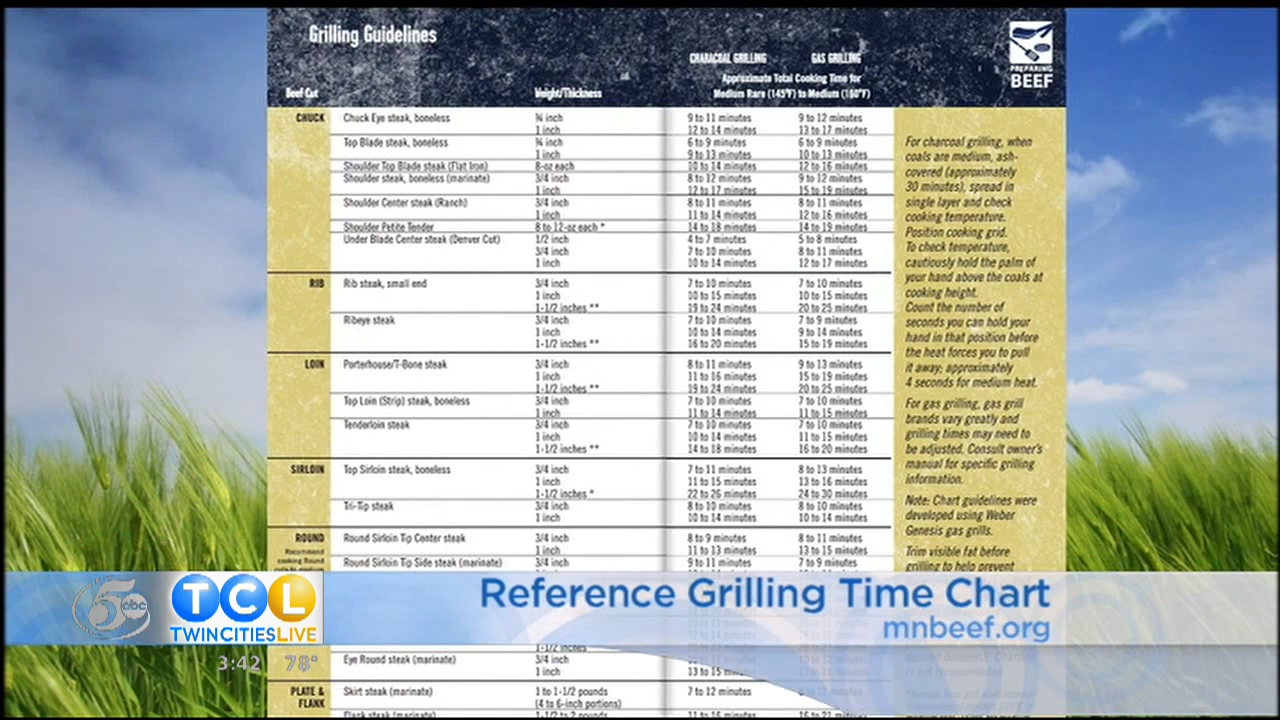 Grilling Guidelines
CHARACOAL GRILLING GAS GRILLING
Approximate Total Cooking Time for
Beef Cut Weight/Thickness Medium Rare (145°F) to Medium (160°F)
PREPARING
BEEF
CHUCK Chuck Eye steak, boneless ¾ inch 9 to 11 minutes 9 to 12 minutes
1 inch 12 to 14 minutes 13 to 17 minutes
Top Blade steak, boneless ¾ inch 6 to 9 minutes 6 to 9 minutes
1 inch 9 to 13 minutes 10 to 13 minutes
Shoulder Top Blade steak (Flat Iron) 8-oz each 10 to 14 minutes 12 to 16 minutes
Shoulder steak, boneless (marinate) 3/4 inch 8 to 12 minutes 9 to 12 minutes
1 inch 12 to 17 minutes 15 to 19 minutes
Shoulder Center steak (Ranch) 3/4 inch 8 to 11 minutes 8 to 11 minutes
1 inch 11 to 14 minutes 12 to 16 minutes
Shoulder Petite Tender 8 to 12-oz each * 14 to 18 minutes 14 to 19 minutes
Under Blade Center steak (Denver Cut) 1/2 inch 4 to 7 minutes 5 to 8 minutes
3/4 inch 7 to 10 minutes 8 to 11 minutes
1 inch 10 to 14 minutes 12 to 17 minutes
RIB Rib steak, small end 3/4 inch 7 to 10 minutes 7 to 10 minutes
1 inch 10 to 15 minutes 10 to 15 minutes
1-1/2 inches ** 19 to 24 minutes 20 to 25 minutes
Ribeye steak 3/4 inch 7 to 10 minutes 7 to 9 minutes
1 inch 10 to 14 minutes 9 to 14 minutes
1-1/2 inches ** 16 to 20 minutes 15 to 19 minutes
LOIN Porterhouse/T-Bone steak 3/4 inch 8 to 11 minutes 9 to 13 minutes
1 inch 11 to 16 minutes 15 to 19 minutes
1-1/2 inches ** 19 to 24 minutes 20 to 25 minutes
Top Loin (Strip) steak, boneless 3/4 inch 7 to 10 minutes 7 to 10 minutes
1 inch 11 to 14 minutes 11 to 15 minutes
Tenderloin steak 3/4 inch 7 to 10 minutes 7 to 10 minutes
1 inch 10 to 14 minutes 11 to 15 minutes
1-1/2 inches ** 14 to 18 minutes 16 to 20 minutes
SIRLOIN Top Sirloin steak, boneless 3/4 inch 7 to 11 minutes 8 to 13 minutes
1 inch 11 to 15 minutes 13 to 16 minutes
1-1/2 inches * 22 to 26 minutes 24 to 30 minutes
Tri-Tip steak 3/4 inch 8 to 10 minutes 8 to 10 minutes
1 inch 10 to 14 minutes 10 to 14 minutes
ROUND Round Sirloin Tip Center steak 3/4 inch 8 to 9 minutes 8 to 11 minutes
Recommend 1 inch 11 to 13 minutes 13 to 15 minutes
cooking Round
Round Sirloin Tip Side steak (marinate) 3/4 inch 9 to 11 minutes 7 to 9 minutes
For charcoal grilling, when
coals are medium, ash-
covered (approximately
30 minutes), spread in
single layer and check
cooking temperature.
Position cooking grid.
To check temperature,
cautiously hold the palm of
your hand above the coals at
cooking height.
Count the number of
seconds you can hold your
hand in that position before
the heat forces you to pull
it away; approximately
4 seconds for medium heat.
For gas grilling, gas grill
brands vary greatly and
grilling times may need to
be adjusted. Consult owner's
manual for specific grilling
information.
Note: Chart guidelines were
developed using Weber
Genesis gas grills.
Trim visible fat before
grilling to help prevent
5 abc
TCL
TWINCITIESLIVE
Reference Grilling Time Chart
mnbeef.org
3:42 78°
1-1/2 inches
Eye Round steak (marinate) 3/4 inch
1 inch 13 to 15
PLATE & FLANK Skirt steak (marinate) 1 to 1-1/2 pounds 7 to 12 minutes
(4 to 6-inch portions)
Flank steak (marinate) 1-1/2 to 2 pounds 11 to 16 minutes 16 to 21 minutes